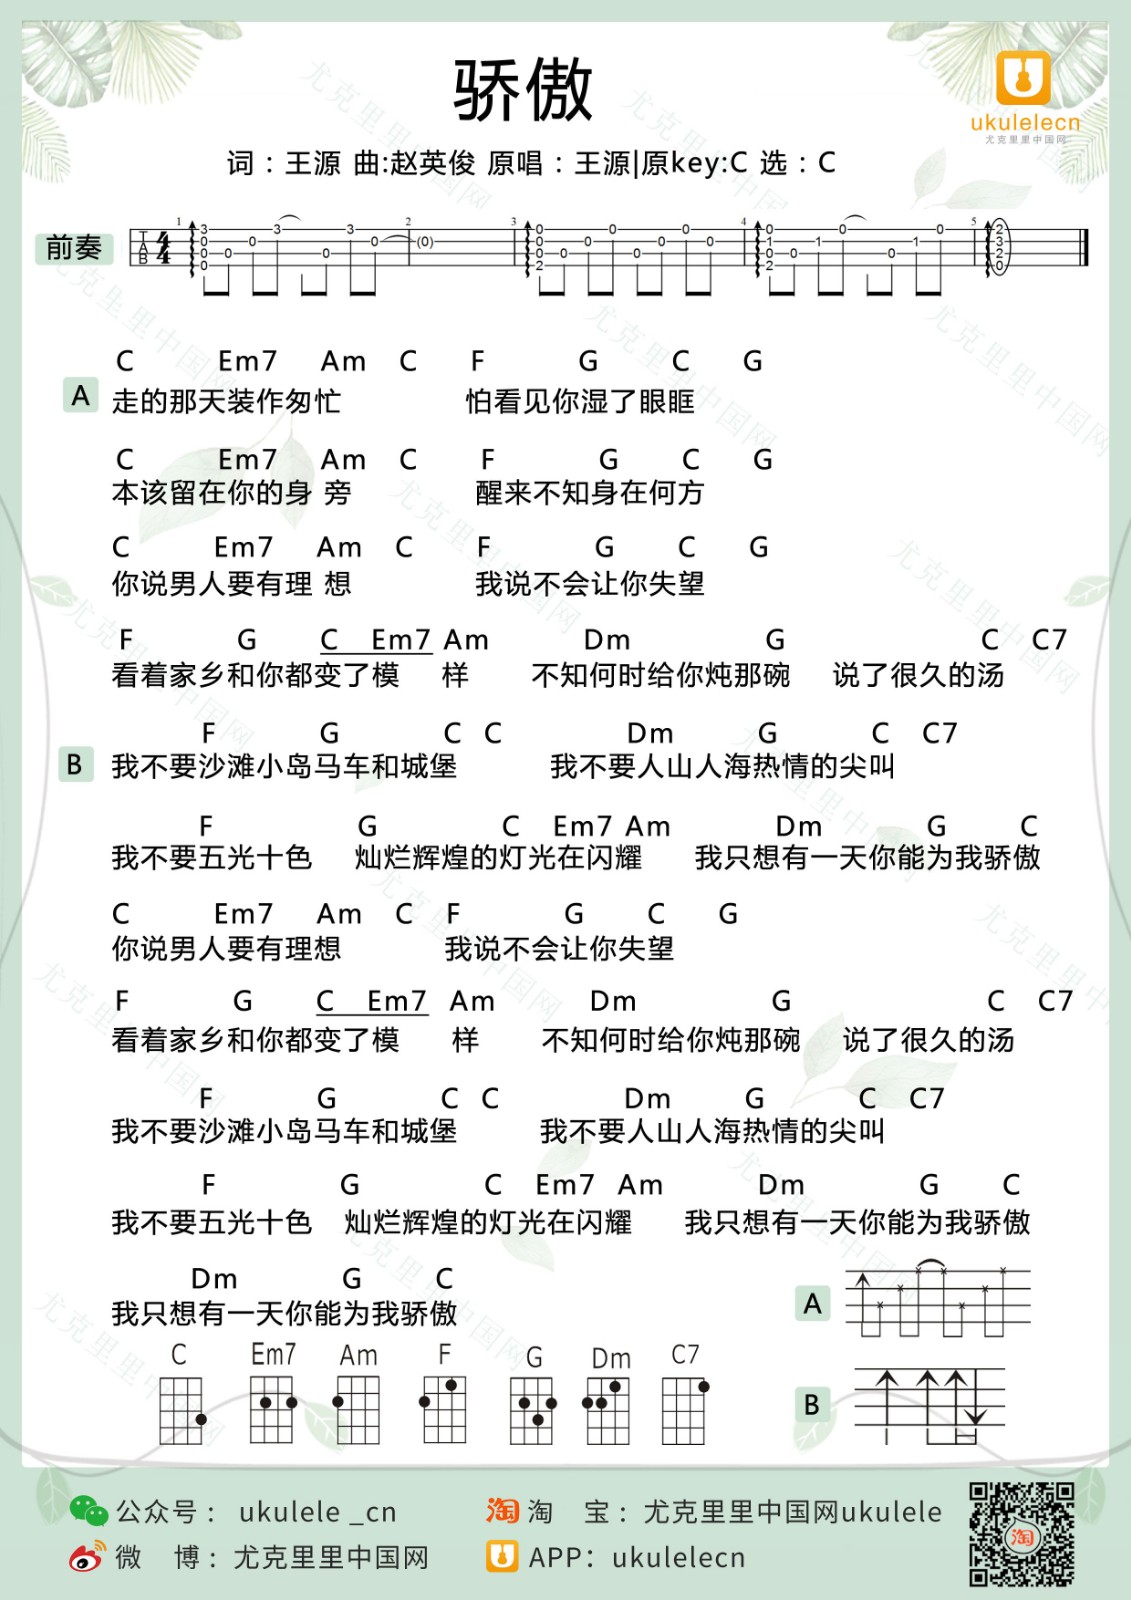 骄傲
ukulelecn
尤克里里中国网
词：王源 曲:赵英俊 原唱：王源|原key:C 选：C
前奏
C Em7 Am C F G C G
A 走的那天装作匆忙 怕看见你湿了眼眶
C Em7 Am C F G C G
本该留在你的身 旁 醒来不知身在何方
C Em7 Am C F G C G
你说男人要有理 想 我说不会让你失望
F G C Em7 Am Dm G C C7
看着家乡和你都变了模 样 不知何时给你炖那碗 说了很久的汤
F G C C Dm G C C7
B 我不要沙滩小岛马车和城堡 我不要人山人海热情的尖叫
F G C Em7 Am Dm G C
我不要五光十色 灿烂辉煌的灯光在闪耀 我只想有一天你能为我骄傲
C Em7 Am C F G C G
你说男人要有理想 我说不会让你失望
F G C Em7 Am Dm G C C7
看着家乡和你都变了模 样 不知何时给你炖那碗 说了很久的汤
F G C C Dm G C C7
我不要沙滩小岛马车和城堡 我不要人山人海热情的尖叫
F G C Em7 Am Dm G C
我不要五光十色 灿烂辉煌的灯光在闪耀 我只想有一天你能为我骄傲
Dm G C
我只想有一天你能为我骄傲
A
C Em7 Am F G Dm C7
B
公众号： ukulele _cn
淘 宝：尤克里里中国网ukulele
微 博：尤克里里中国网
APP：ukulelecn
淘